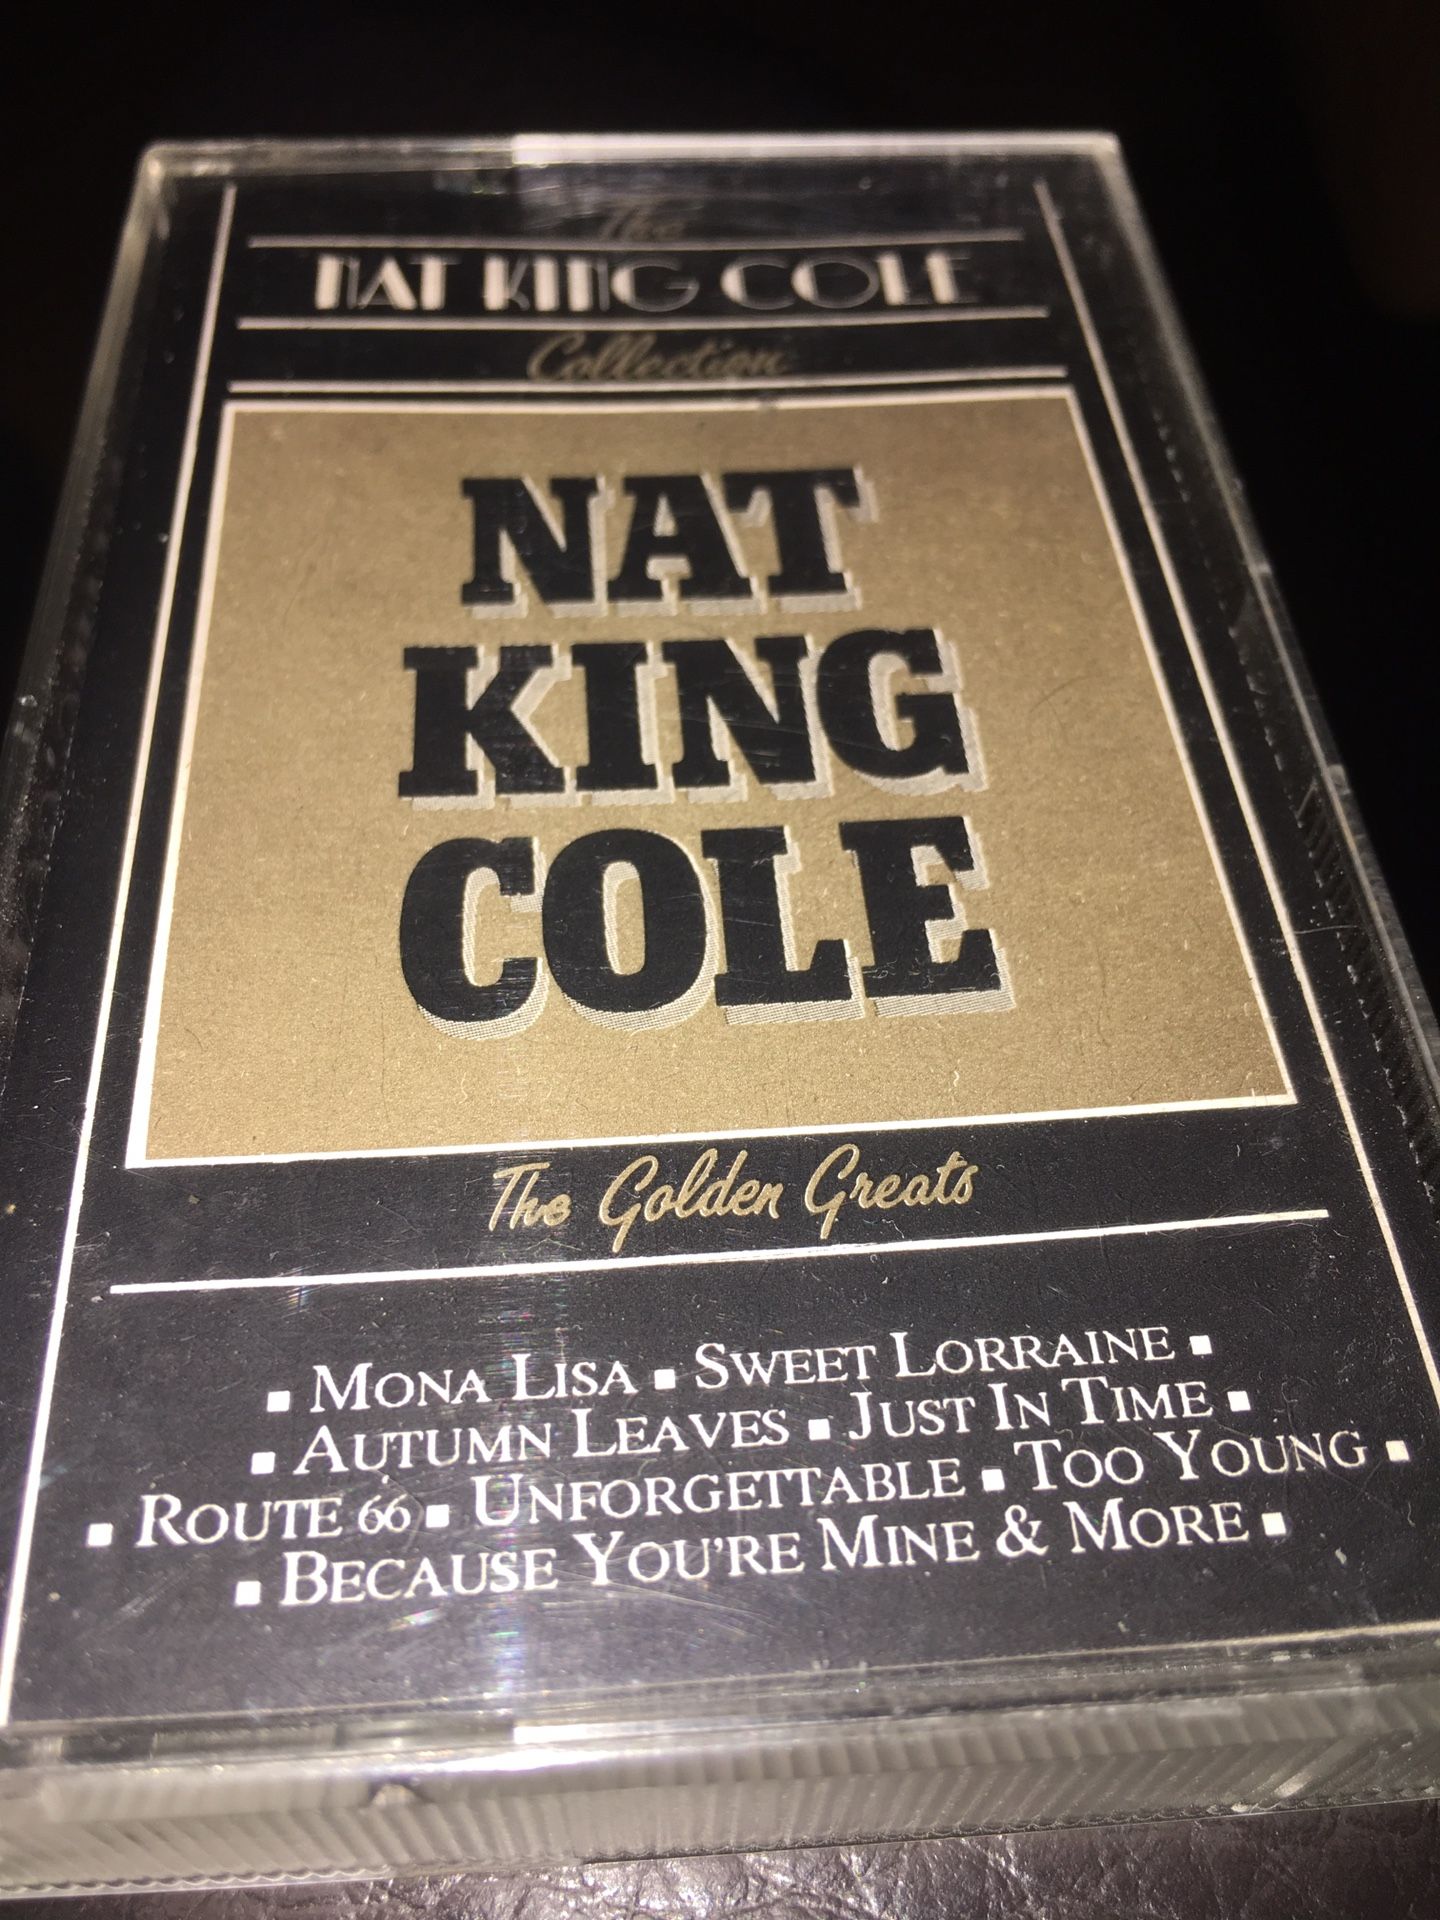 The
NAT KING COLE
Collection
NAT
KING
COLE
The Golden Greats
▪ MONA LISA ▪ SWEET LORRAINE ▪
▪ AUTUMN LEAVES ▪ JUST IN TIME ▪
▪ ROUTE 66 ▪ UNFORGETTABLE ▪ TOO YOUNG ▪
▪ BECAUSE YOU'RE MINE & MORE ▪